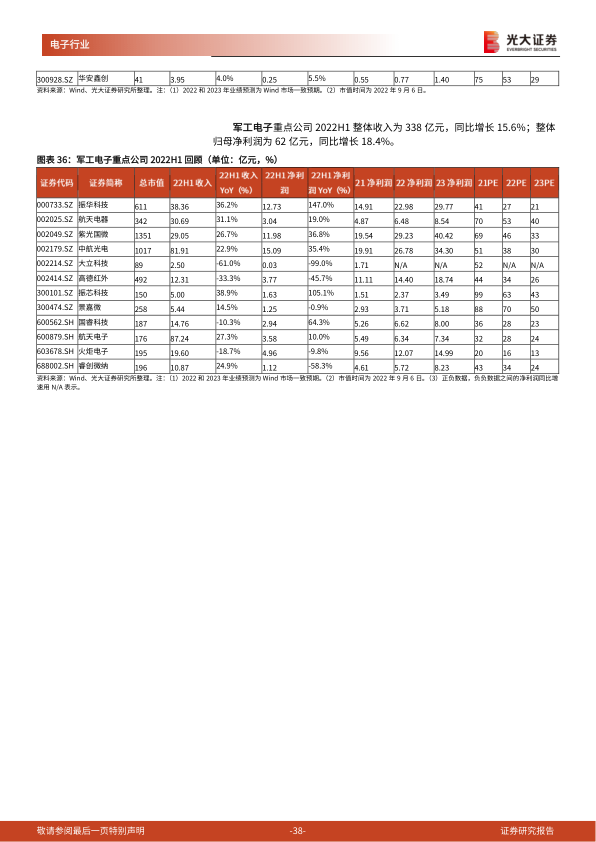 电子行业
光大证券
EVERBRIGHT SECURITIES
300928.SZ 华安鑫创 41 3.95 4.0% 0.25 5.5% 0.55 0.77 1.40 75 53 29
资料来源：Wind、光大证券研究所整理。注：（1）2022 和 2023 年业绩预测为 Wind 市场一致预期。（2）市值时间为 2022 年 9 月 6 日。
军工电子重点公司 2022H1 整体收入为 338 亿元，同比增长 15.6%；整体
归母净利润为 62 亿元，同比增长 18.4%。
图表 36：军工电子重点公司 2022H1 回顾（单位：亿元，%）
证券代码 证券简称 总市值 22H1 收入 22H1 收入 YoY（%） 22H1 净利润 22H1 净利润 YoY（%） 21 净利润 22 净利润 23 净利润 21PE 22PE 23PE
000733.SZ 振华科技 611 38.36 36.2% 12.73 147.0% 14.91 22.98 29.77 41 27 21
002025.SZ 航天电器 342 30.69 31.1% 3.04 19.0% 4.87 6.48 8.54 70 53 40
002049.SZ 紫光国微 1351 29.05 26.7% 11.98 36.8% 19.54 29.23 40.42 69 46 33
002179.SZ 中航光电 1017 81.91 22.9% 15.09 35.4% 19.91 26.78 34.30 51 38 30
002214.SZ 大立科技 89 2.50 -61.0% 0.03 -99.0% 1.71 N/A N/A 52 N/A N/A
002414.SZ 高德红外 492 12.31 -33.3% 3.77 -45.7% 11.11 14.40 18.74 44 34 26
300101.SZ 振芯科技 150 5.00 38.9% 1.63 105.1% 1.51 2.37 3.49 99 63 43
300474.SZ 景嘉微 258 5.44 14.5% 1.25 -0.9% 2.93 3.71 5.18 88 70 50
600562.SH 国睿科技 187 14.76 -10.3% 2.94 64.3% 5.26 6.62 8.00 36 28 23
600879.SH 航天电子 176 87.24 27.3% 3.58 10.0% 5.49 6.34 7.34 32 28 24
603678.SH 火炬电子 195 19.60 -18.7% 4.96 -9.8% 9.56 12.07 14.99 20 16 13
688002.SH 睿创微纳 196 10.87 24.9% 1.12 -58.3% 4.61 5.72 8.23 43 34 24
资料来源：Wind、光大证券研究所整理。注：（1）2022 和 2023 年业绩预测为 Wind 市场一致预期。（2）市值时间为 2022 年 9 月 6 日。（3）正负数据，负负数据之间的净利润同比增
速用 N/A 表示。
敬请参阅最后一页特别声明 -38- 证券研究报告